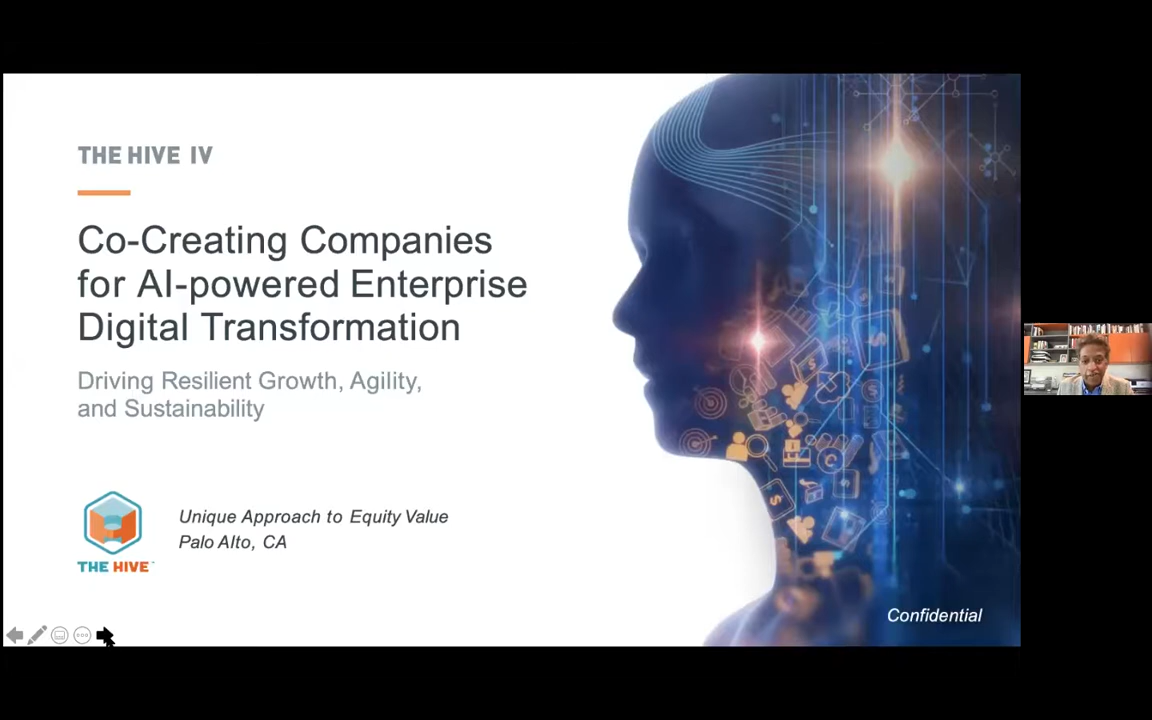 THE HIVE IV
Co-Creating Companies
for AI-powered Enterprise
Digital Transformation
Driving Resilient Growth, Agility,
and Sustainability
Unique Approach to Equity Value
Palo Alto, CA
THE HIVE
Confidential